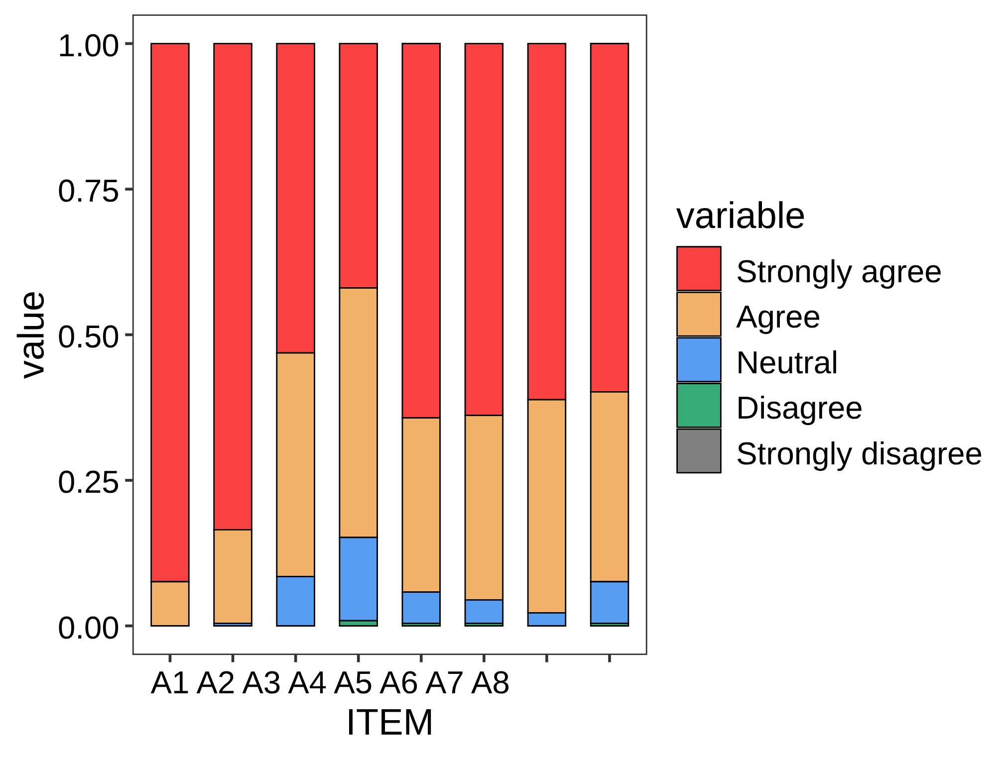 1.00
0.75
0.50
0.25
0.00
value
A1 A2 A3 A4 A5 A6 A7 A8
ITEM
variable
Strongly agree
Agree
Neutral
Disagree
Strongly disagree